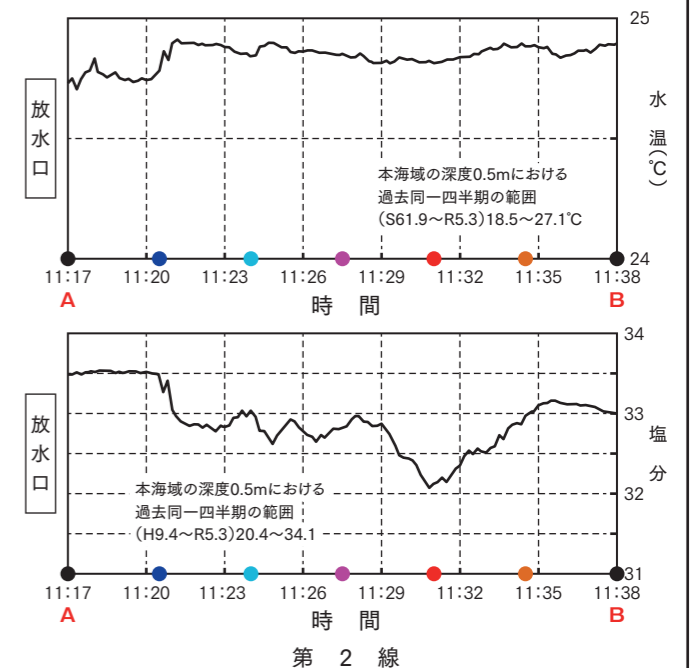 25
放水口
水温(℃)
本海域の深度0.5mにおける
過去同一四半期の範囲
(S61.9〜R5.3)18.5〜27.1℃
24
11:17 11:20 11:23 11:26 11:29 11:32 11:35 11:38
A B
時間
34
放水口
33
塩分
32
本海域の深度0.5mにおける
過去同一四半期の範囲
(H9.4〜R5.3)20.4〜34.1
31
11:17 11:20 11:23 11:26 11:29 11:32 11:35 11:38
A B
時間
第2線